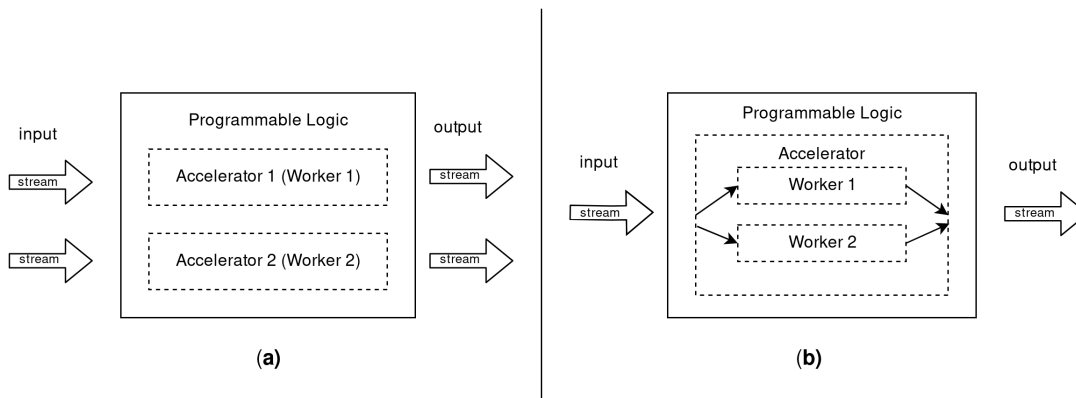 Programmable Logic
input
output
stream
Accelerator 1 (Worker 1)
stream
stream
Accelerator 2 (Worker 2)
stream
(a)
Programmable Logic
Accelerator
input
output
Worker 1
stream
stream
Worker 2
(b)